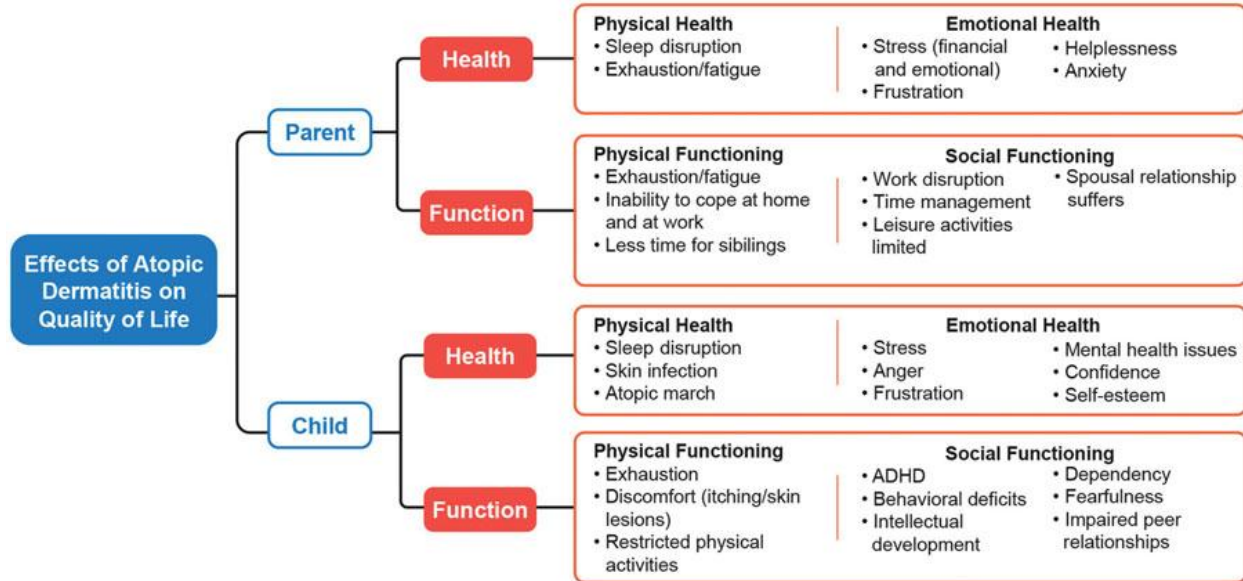 Effects of Atopic
Dermatitis on
Quality of Life
Parent
Health
Physical Health
• Sleep disruption
• Exhaustion/fatigue
Emotional Health
• Stress (financial
and emotional)
• Frustration
• Helplessness
• Anxiety
Function
Physical Functioning
• Exhaustion/fatigue
• Inability to cope at home
and at work
• Less time for sibilings
Social Functioning
• Work disruption
• Time management
• Leisure activities
limited
• Spousal relationship
suffers
Child
Health
Physical Health
• Sleep disruption
• Skin infection
• Atopic march
Emotional Health
• Stress
• Anger
• Frustration
• Mental health issues
• Confidence
• Self-esteem
Function
Physical Functioning
• Exhaustion
• Discomfort (itching/skin
lesions)
• Restricted physical
activities
Social Functioning
• ADHD
• Behavioral deficits
• Intellectual
development
• Dependency
• Fearfulness
• Impaired peer
relationships